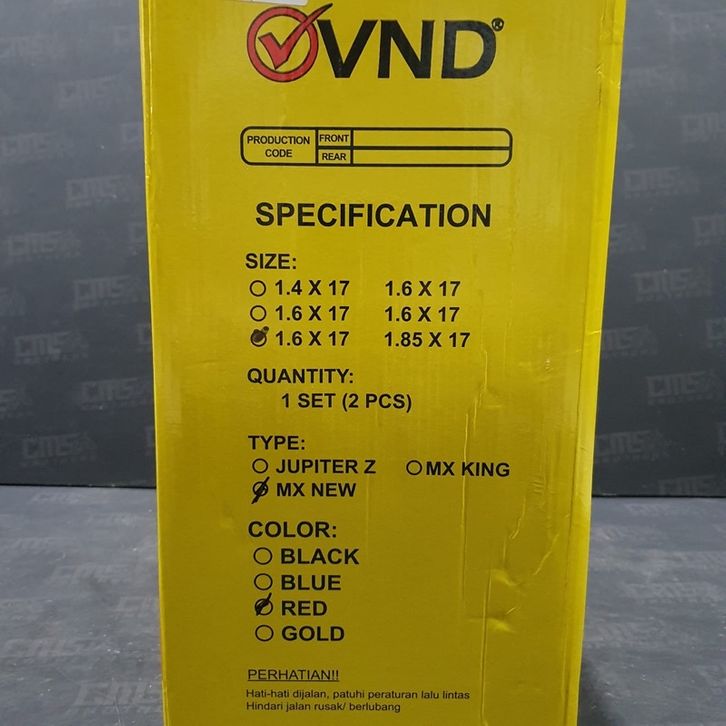 VND®
PRODUCTION CODE
FRONT
REAR
SPECIFICATION
SIZE:
1.4 X 17 1.6 X 17
1.6 X 17 1.6 X 17
1.6 X 17 1.85 X 17
QUANTITY:
1 SET (2 PCS)
TYPE:
JUPITER Z MX KING
MX NEW
COLOR:
BLACK
BLUE
RED
GOLD
PERHATIAN!!
Hati-hati dijalan, patuhi peraturan lalu lintas
Hindari jalan rusak/ berlubang